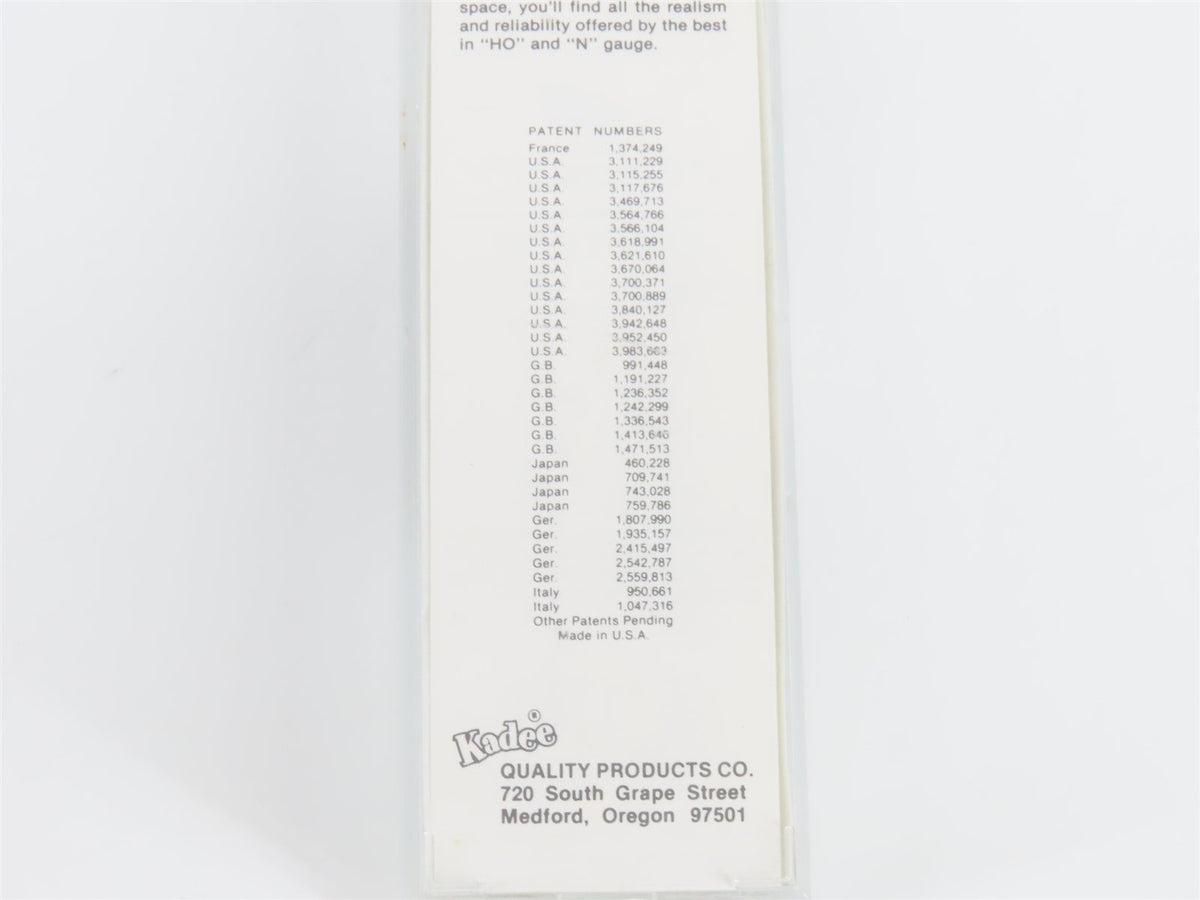 space, you'll find all the realism
and reliability offered by the best
in "HO" and "N" gauge.
PATENT NUMBERS
France 1,374,249
U.S.A. 3,111,229
U.S.A. 3,115,255
U.S.A. 3,117,676
U.S.A. 3,469,713
U.S.A. 3,564,766
U.S.A. 3,566,104
U.S.A. 3,618,991
U.S.A. 3,621,610
U.S.A. 3,670,064
U.S.A. 3,700,371
U.S.A. 3,700,889
U.S.A. 3,840,127
U.S.A. 3,942,648
U.S.A. 3,952,450
U.S.A. 3,983,663
G.B. 991,448
G.B. 1,191,227
G.B. 1,236,352
G.B. 1,242,299
G.B. 1,336,543
G.B. 1,413,646
G.B. 1,471,513
Japan 460,228
Japan 709,741
Japan 743,028
Japan 759,786
Ger. 1,807,990
Ger. 1,935,157
Ger. 2,415,497
Ger. 2,542,787
Ger. 2,559,813
Italy 950,661
Italy 1,047,316
Other Patents Pending
Made in U.S.A.
Kadee®
QUALITY PRODUCTS CO.
720 South Grape Street
Medford, Oregon 97501